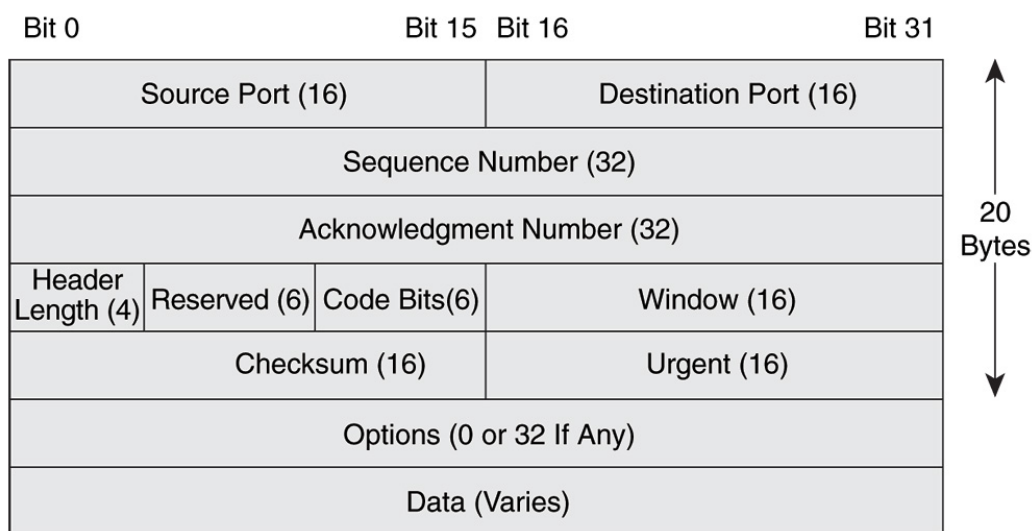 Bit 0 Bit 15 Bit 16 Bit 31
Source Port (16) Destination Port (16)
Sequence Number (32)
Acknowledgment Number (32)
20
Bytes
Header
Length (4) Reserved (6) Code Bits(6) Window (16)
Checksum (16) Urgent (16)
Options (0 or 32 If Any)
Data (Varies)